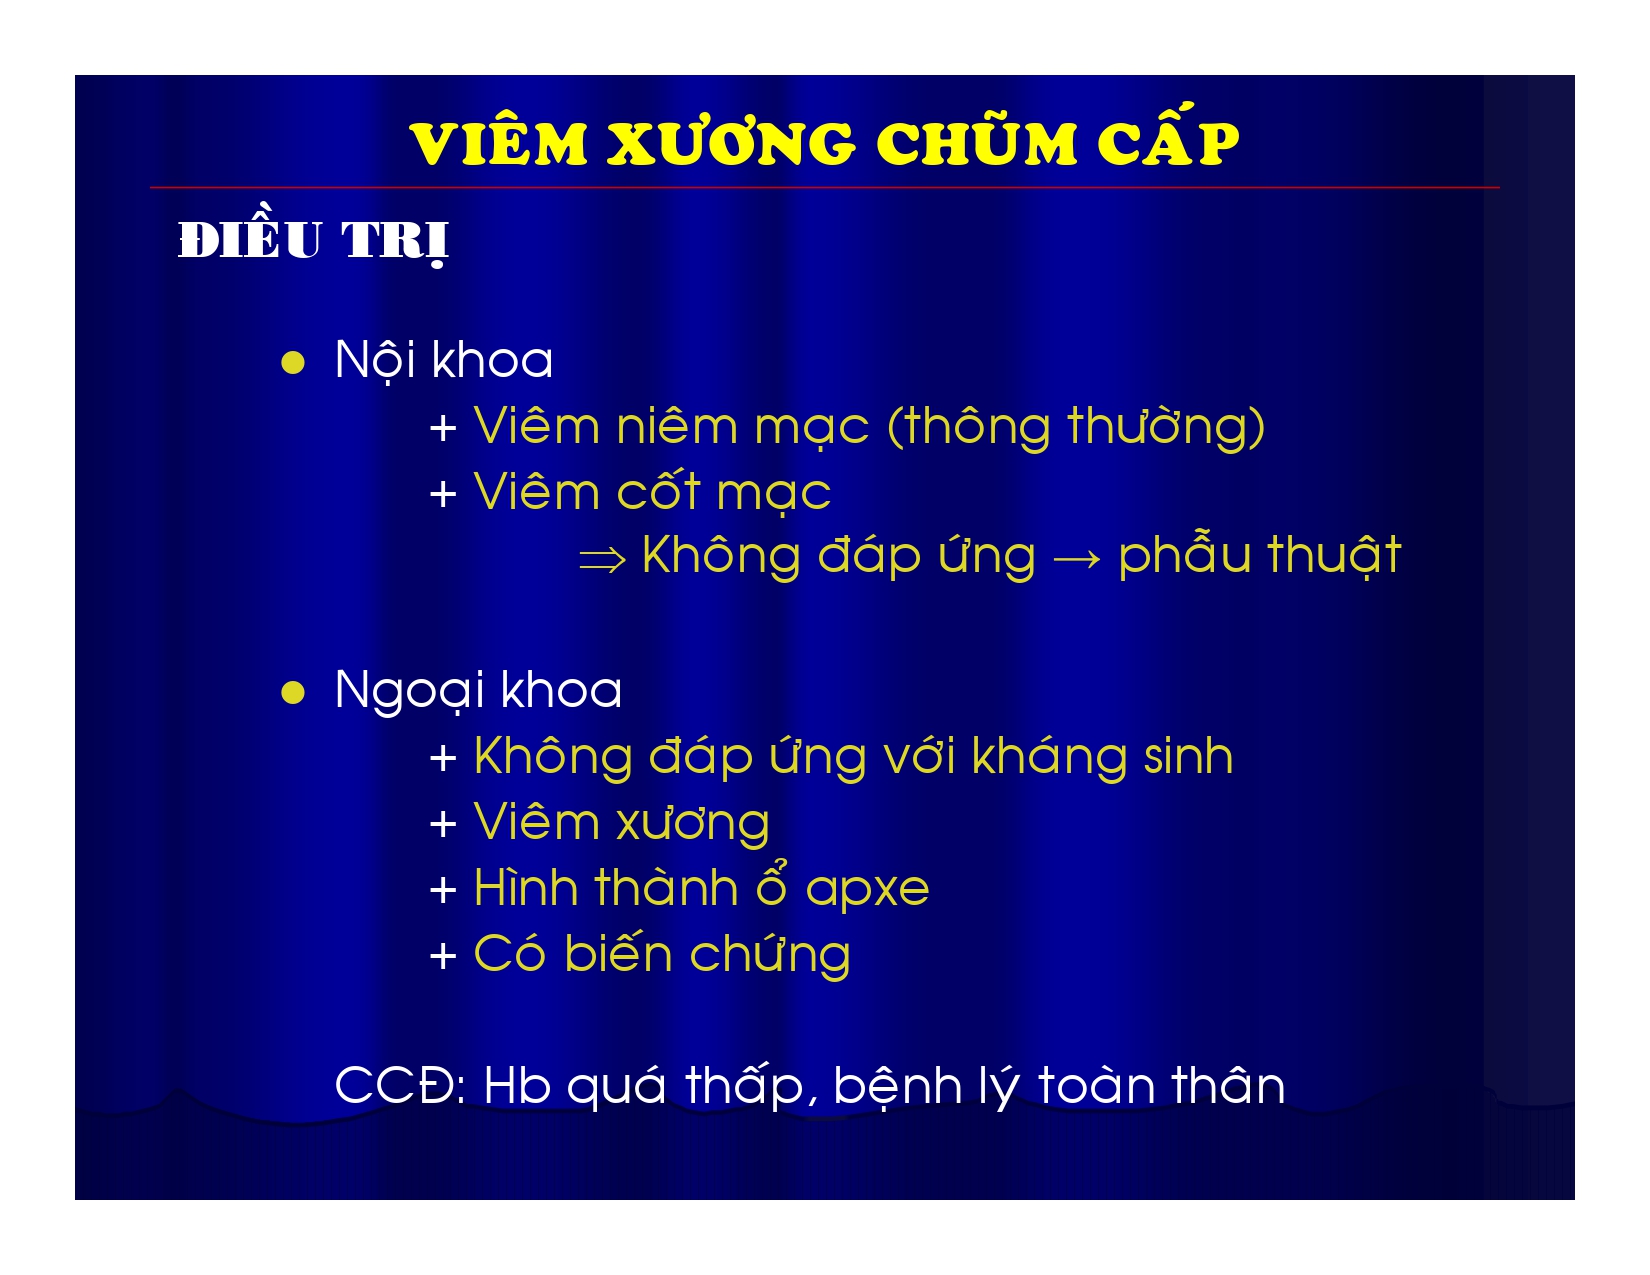 VIÊM XƯƠNG CHŨM CẤP
ĐIỀU TRỊ
● Nội khoa
+ Viêm niêm mạc (thông thường)
+ Viêm cốt mạc
⇒ Không đáp ứng → phẫu thuật
● Ngoại khoa
+ Không đáp ứng với kháng sinh
+ Viêm xương
+ Hình thành ổ apxe
+ Có biến chứng
CCĐ: Hb quá thấp, bệnh lý toàn thân